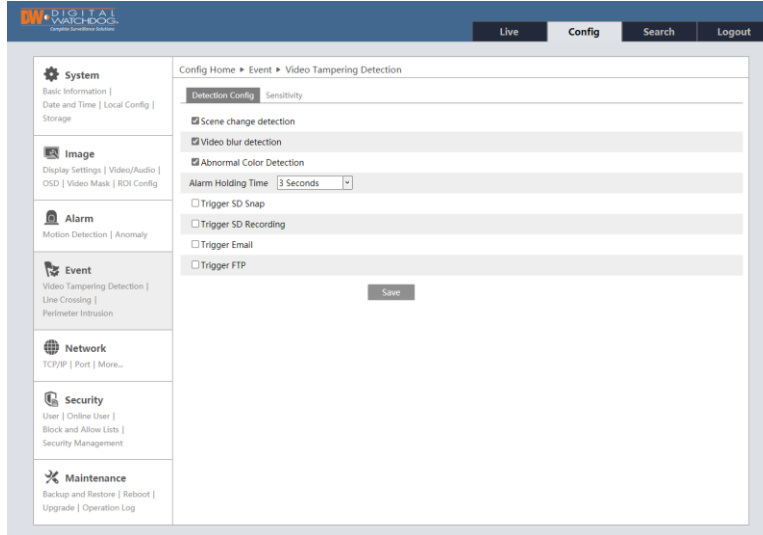 DW DIGITAL
WATCHDOG
Complete Surveillance Solutions
Live Config Search Logout
System
Basic Information |
Date and Time | Local Config |
Storage
Image
Display Settings | Video/Audio |
OSD | Video Mask | ROI Config
Alarm
Motion Detection | Anomaly
Event
Video Tampering Detection |
Line Crossing |
Perimeter Intrusion
Network
TCP/IP | Port | More...
Security
User | Online User |
Block and Allow Lists |
Security Management
Maintenance
Backup and Restore | Reboot |
Upgrade | Operation Log
Config Home ▶ Event ▶ Video Tampering Detection
Detection Config Sensitivity
Scene change detection
Video blur detection
Abnormal Color Detection
Alarm Holding Time 3 Seconds
Trigger SD Snap
Trigger SD Recording
Trigger Email
Trigger FTP
Save